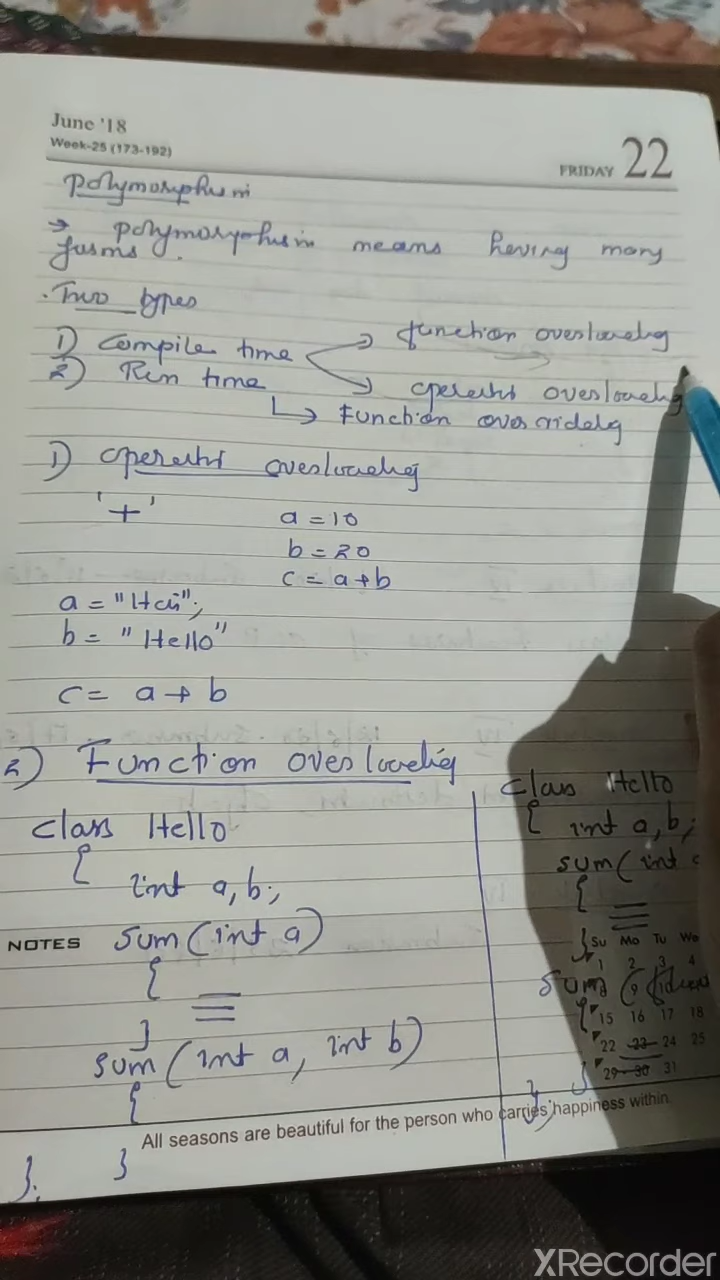 June '18
Week-25 (173-192)
FRIDAY 22
polymorphism
→ polymorphism means having many
forms.
. Two types
1) Compile time → function overloading
→ operator overloading
2) Run time
↳ Function overriding
1) operator overloading
'+' a = 10
b = 20
c = a+b
a = "Hai";
b = "Hello"
c = a + b
2) Function overloading
class Hello
{
int a, b;
NOTES sum(int a)
{
}
sum (int a, int b)
{
}
};
class Hello
{ int a, b;
sum( int
{
}
sum (
{
}
};
Su Mo Tu We
1 2 3 4
15 16 17 18
22 23 24 25
29 30 31
All seasons are beautiful for the person who carries happiness within.
XRecorder